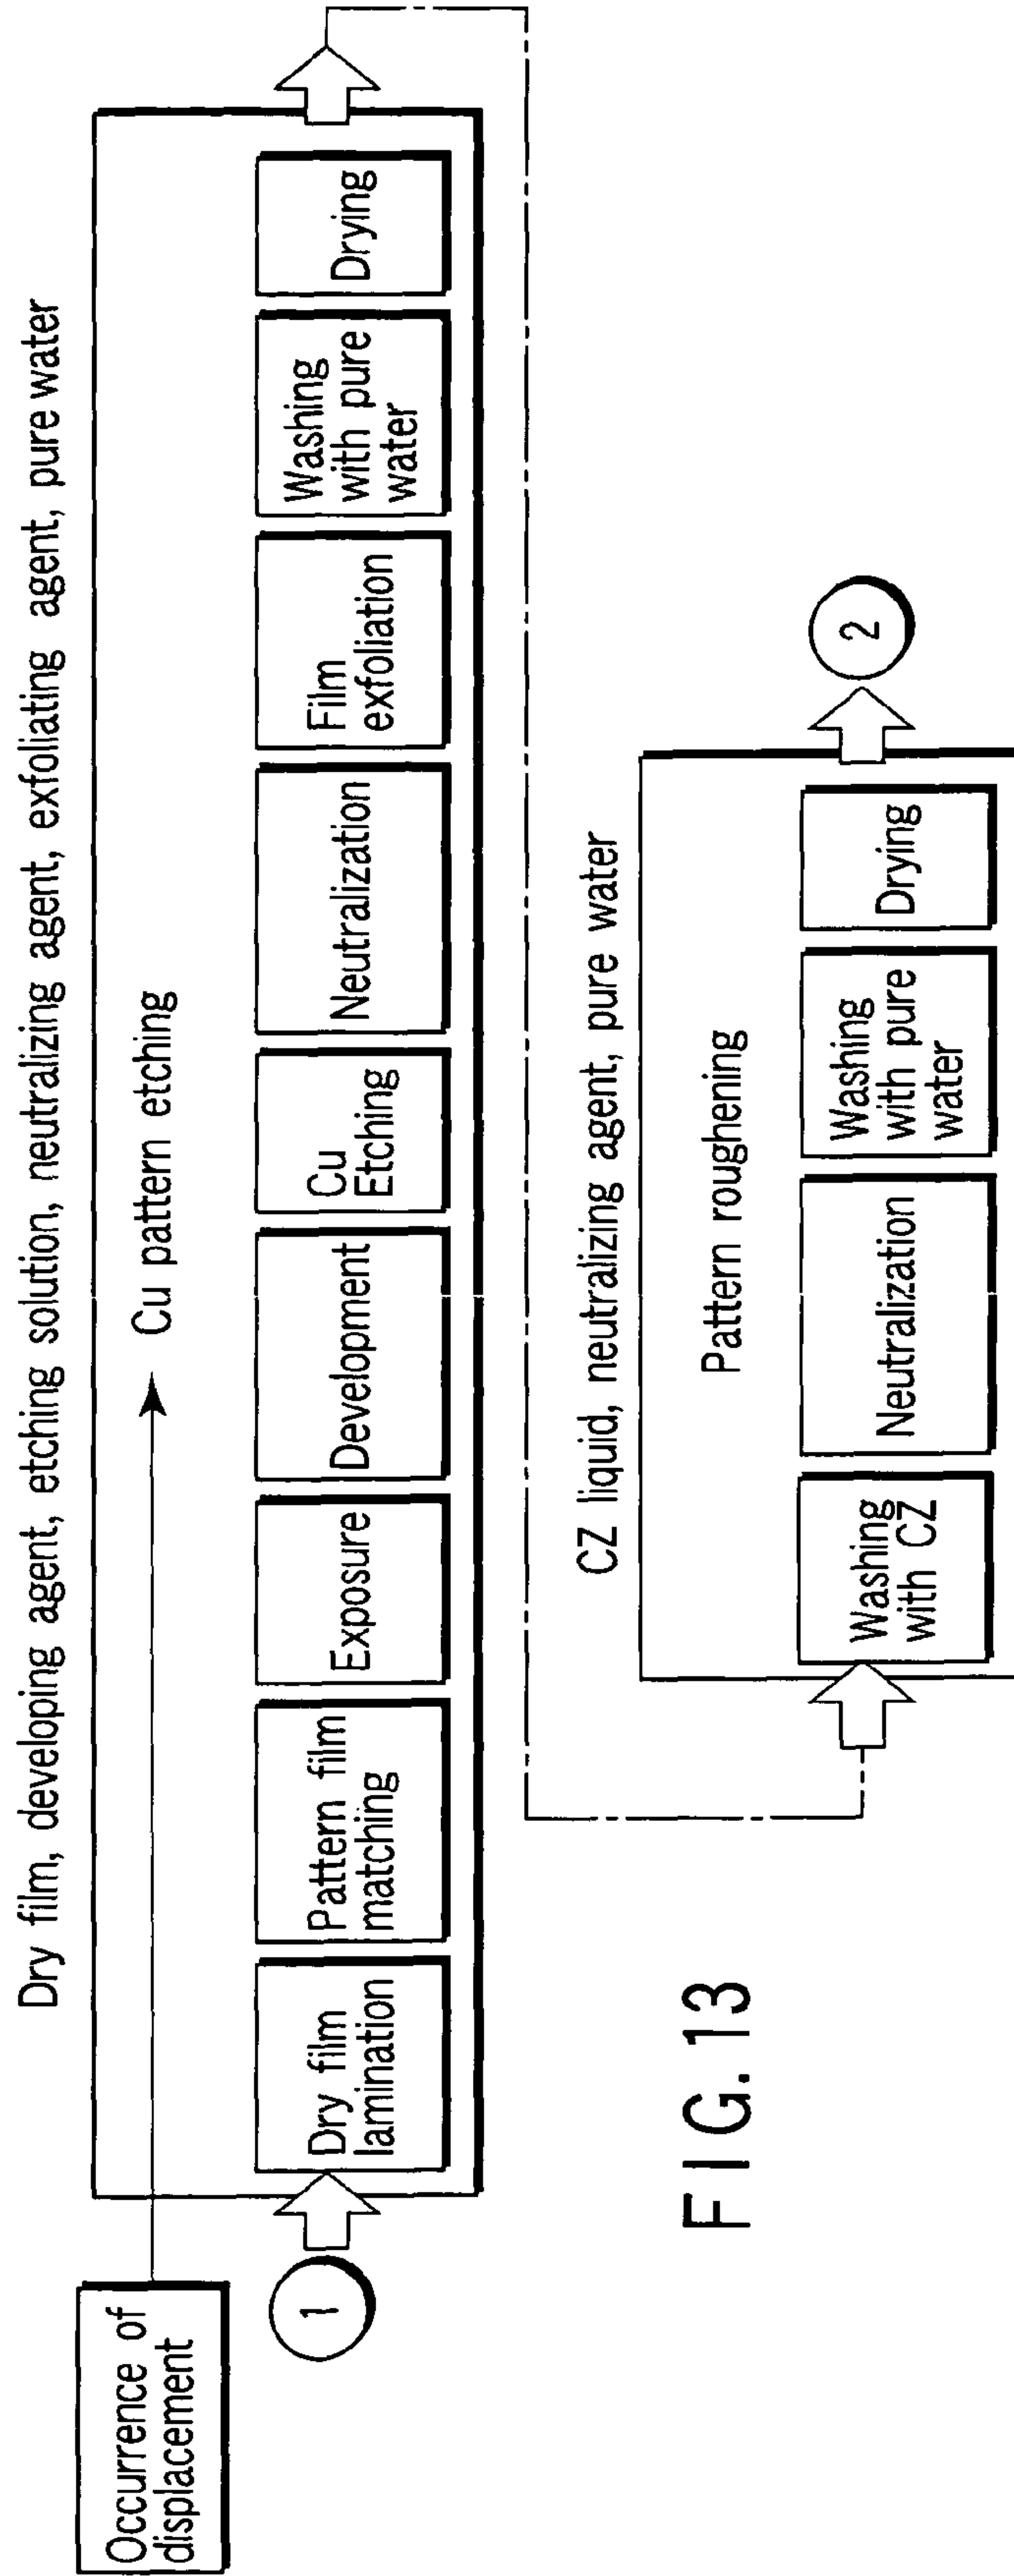 Dry film, developing agent, etching solution, neutralizing agent, exfoliating agent, pure water
Occurrence of
displacement
Cu pattern etching
1
Dry film
lamination
Pattern film
matching
Exposure
Development
Cu
Etching
Neutralization
Film
exfoliation
Washing
with pure
water
Drying
CZ liquid, neutralizing agent, pure water
Pattern roughening
Washing
with CZ
Neutralization
Washing
with pure
water
Drying
2
FIG.13